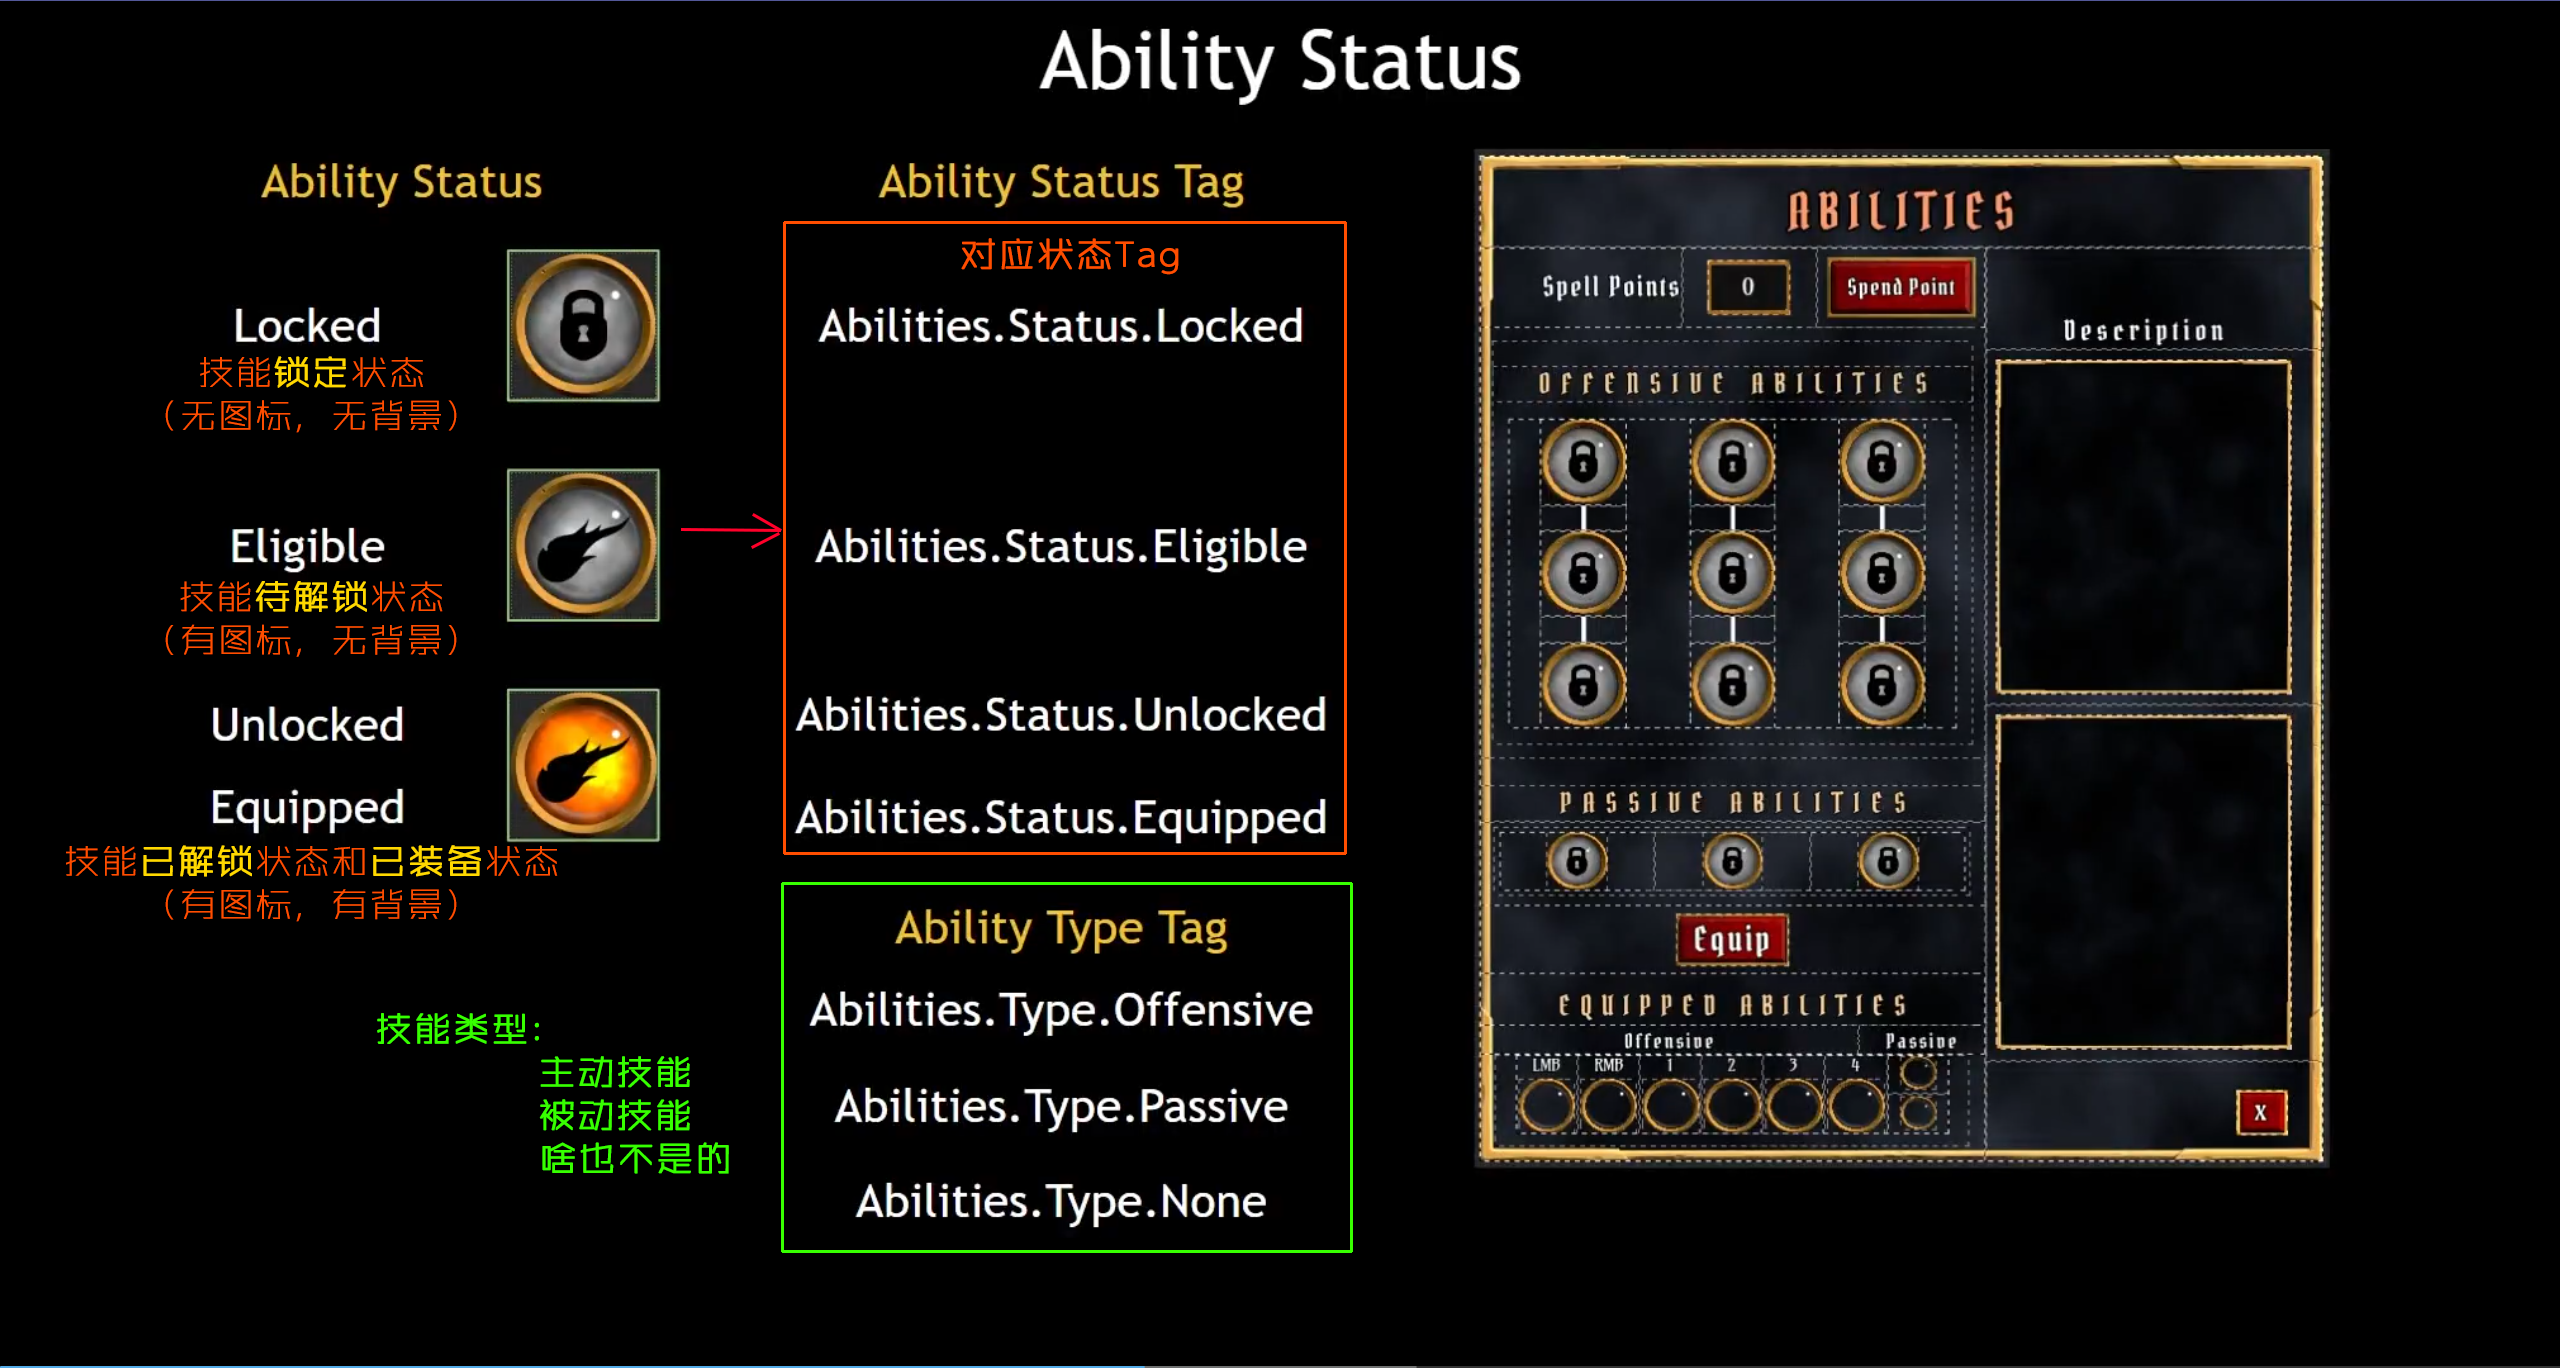 Ability Status
Ability Status
Locked
技能锁定状态
（无图标，无背景）
Eligible
技能待解锁状态
（有图标，无背景）
Unlocked
Equipped
技能已解锁状态和已装备状态
（有图标，有背景）
技能类型：
主动技能
被动技能
啥也不是的
Ability Status Tag
对应状态Tag
Abilities.Status.Locked
Abilities.Status.Eligible
Abilities.Status.Unlocked
Abilities.Status.Equipped
Ability Type Tag
Abilities.Type.Offensive
Abilities.Type.Passive
Abilities.Type.None
ABILITIES
Spell Points 0 Spend Point
OFFENSIVE ABILITIES
PASSIVE ABILITIES
Equip
EQUIPPED ABILITIES
Offensive Passive
LMB RMB 1 2 3 4
Description
X